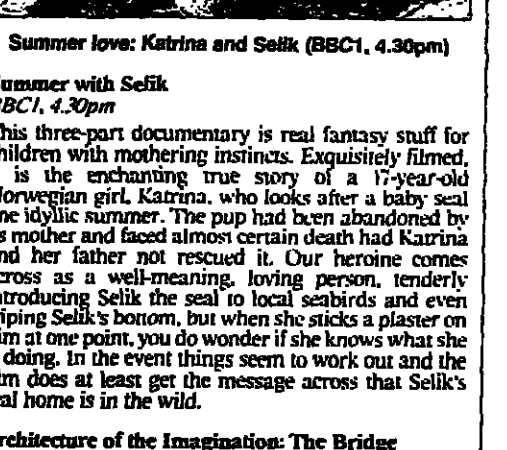 Summer love: Katrina and Selik (BBC1, 4.30pm)
ummer with Selik
BBC1, 4.30pm
his three-part documentary is real fantasy stuff for
hildren with mothering instincts. Exquisitely filmed,
is the enchanting true story of a 17-year-old
Norwegian girl, Katrina, who looks after a baby seal
ne idyllic summer. The pup had been abandoned by
s mother and faced almost certain death had Katrina
nd her father not rescued it. Our heroine comes
cross as a well-meaning, loving person, tenderly
ntroducing Selik the seal to local seabirds and even
iping Selik's bottom, but when she sticks a plaster on
im at one point, you do wonder if she knows what she
doing. In the event things seem to work out and the
lm does at least get the message across that Selik's
eal home is in the wild.
rchitecture of the Imagination: The Bridge